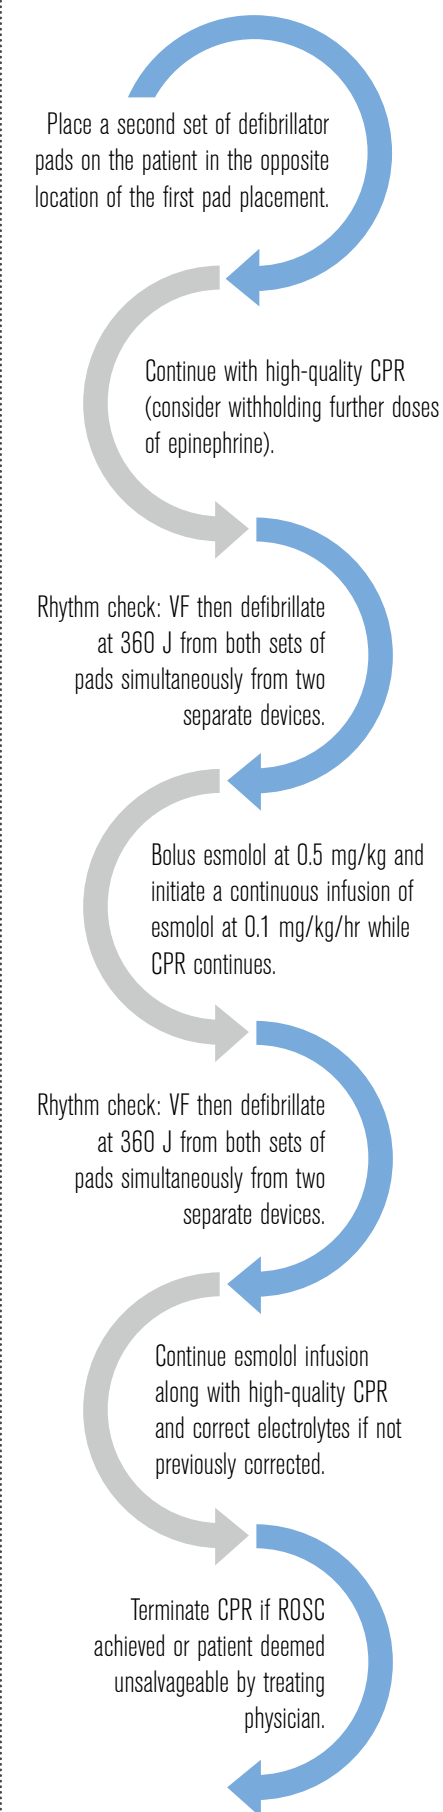 Place a second set of defibrillator
pads on the patient in the opposite
location of the first pad placement.
Continue with high-quality CPR
(consider withholding further doses
of epinephrine).
Rhythm check: VF then defibrillate
at 360 J from both sets of
pads simultaneously from two
separate devices.
Bolus esmolol at 0.5 mg/kg and
initiate a continuous infusion of
esmolol at 0.1 mg/kg/hr while
CPR continues.
Rhythm check: VF then defibrillate
at 360 J from both sets of
pads simultaneously from two
separate devices.
Continue esmolol infusion
along with high-quality CPR
and correct electrolytes if not
previously corrected.
Terminate CPR if ROSC
achieved or patient deemed
unsalvageable by treating
physician.